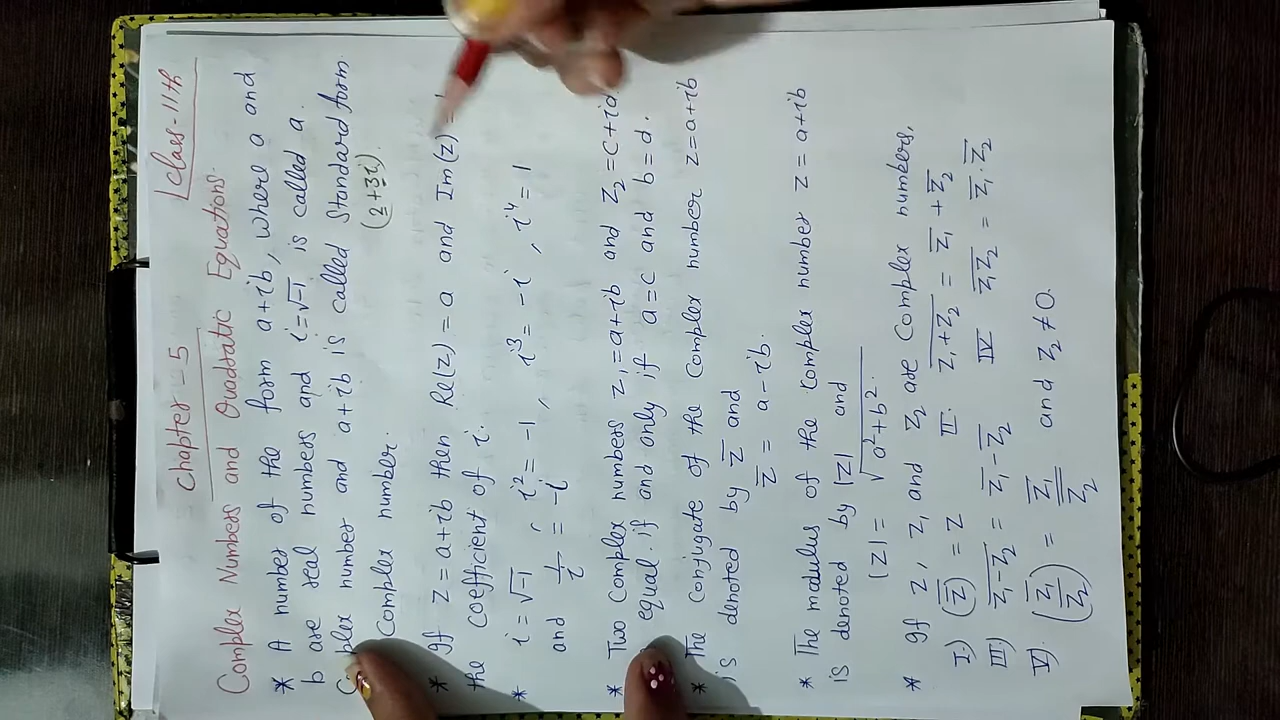 Chapter - 5
Class - 11th
Complex Numbers and Quadratic Equations.
* A number of the form a+ib, where a and
b are real numbers and i=√-1 is called a
Complex number and a+ib is called Standard form
(2+3i).
Complex number.
* If z = a+ib then Re(z) = a and Im(z) =
the coefficient of i.
* i = √-1, i² = -1, i³ = -i, i⁴ = 1
and 1/i = -i
* Two Complex numbers z₁ = a+ib and z₂ = c+id
equal. if and only if a=c and b=d.
* The conjugate of the Complex number z=a+ib
is denoted by z̅ and
z̅ = a-ib.
* The modulus of the Complex number z = a+ib
is denoted by |z| and
|z| = √(a²+b²)
* If z, z₁ and z₂ are Complex numbers,
I.) (z̅)̅ = z II. z₁+z₂̅ = z̅₁ + z̅₂
III) z₁-z₂̅ = z̅₁ - z̅₂ IV z₁z₂̅ = z̅₁.z̅₂
V) (z̅₁/z₂) = z̅₁/z̅₂ and z₂ ≠ 0.